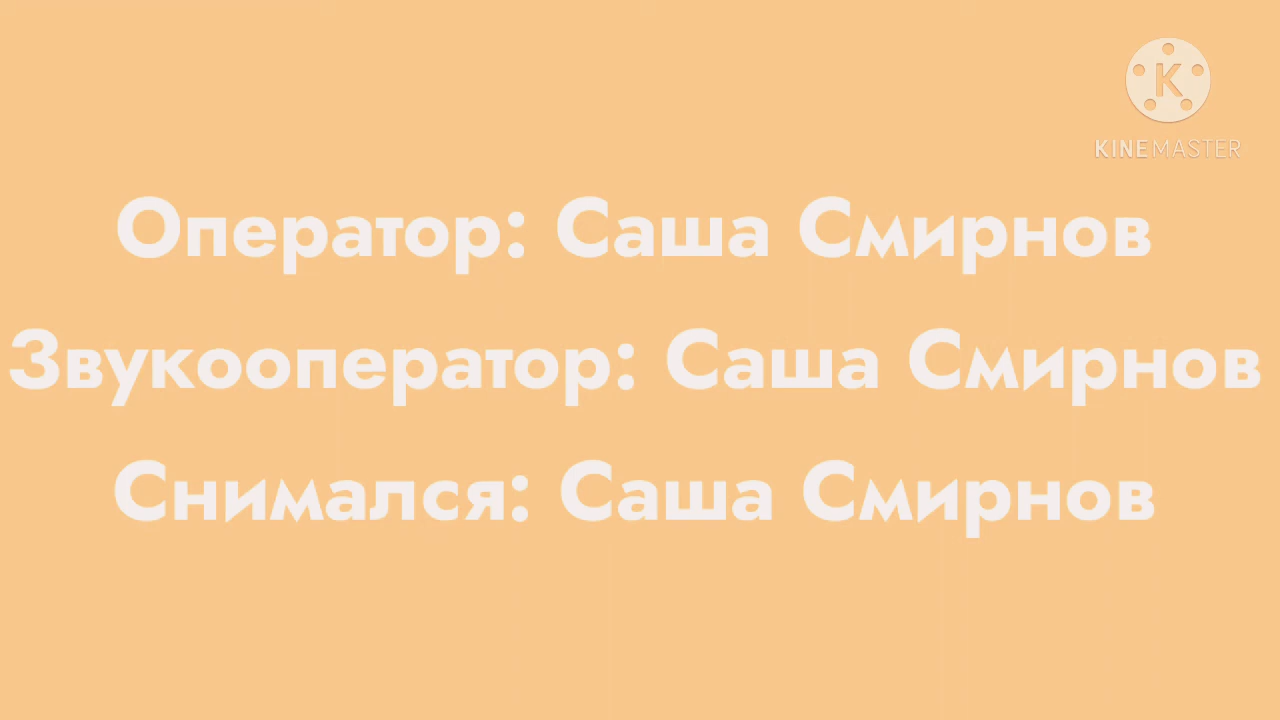 K
KINEMASTER
Оператор: Саша Смирнов
Звукооператор: Саша Смирнов
Снимался: Саша Смирнов